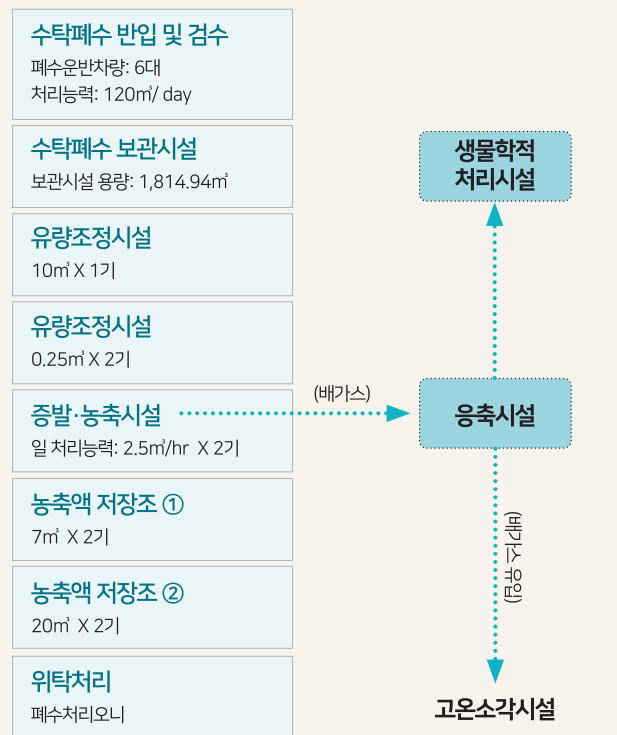 수탁폐수 반입 및 검수
폐수운반차량: 6대
처리능력: 120㎥/ day
수탁폐수 보관시설
보관시설 용량: 1,814.94㎥
유량조정시설
10㎥ X 1기
유량조정시설
0.25㎥ X 2기
증발·농축시설
일 처리능력: 2.5㎥/hr X 2기
농축액 저장조 ①
7㎥ X 2기
농축액 저장조 ②
20㎥ X 2기
위탁처리
폐수처리오니
(배가스)
생물학적
처리시설
응축시설
(배가스 유입)
고온소각시설